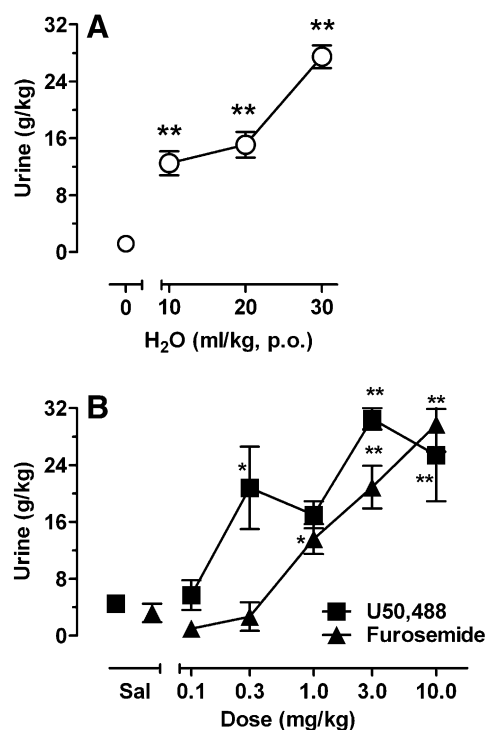 A
32
24
16
8
0
Urine (g/kg)
**
**
**
0 10 20 30
H₂O (ml/kg, p.o.)
B
32
24
16
8
0
Urine (g/kg)
** **
*
**
**
*
U50,488
Furosemide
Sal 0.1 0.3 1.0 3.0 10.0
Dose (mg/kg)